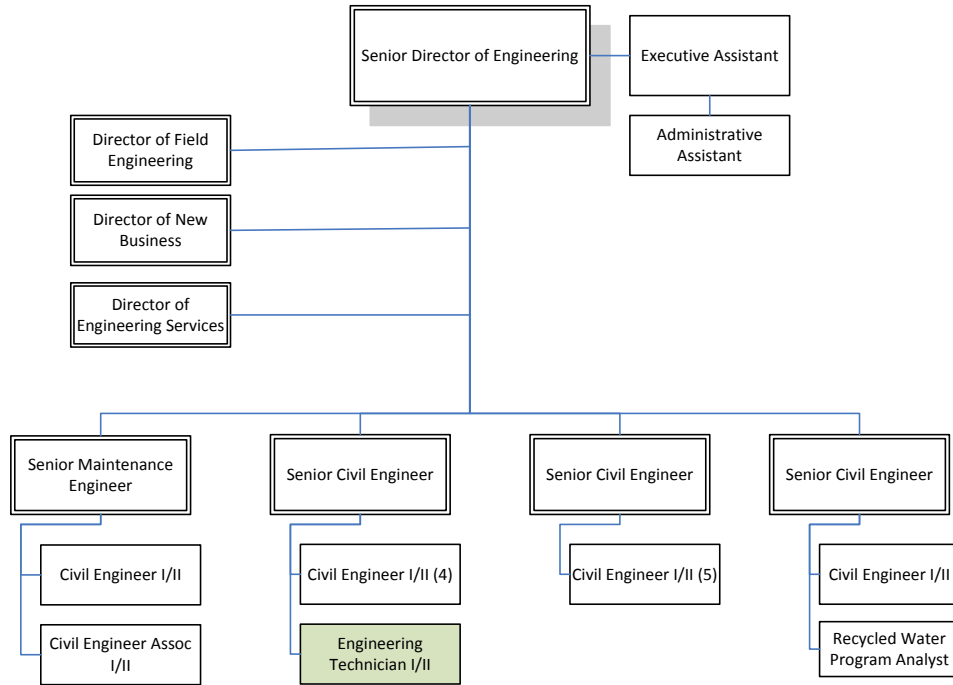 Senior Director of Engineering
Executive Assistant
Administrative
Assistant
Director of Field
Engineering
Director of New
Business
Director of
Engineering Services
Senior Maintenance
Engineer
Senior Civil Engineer
Senior Civil Engineer
Senior Civil Engineer
Civil Engineer I/II
Civil Engineer I/II (4)
Civil Engineer I/II (5)
Civil Engineer I/II
Civil Engineer Assoc
I/II
Engineering
Technician I/II
Recycled Water
Program Analyst